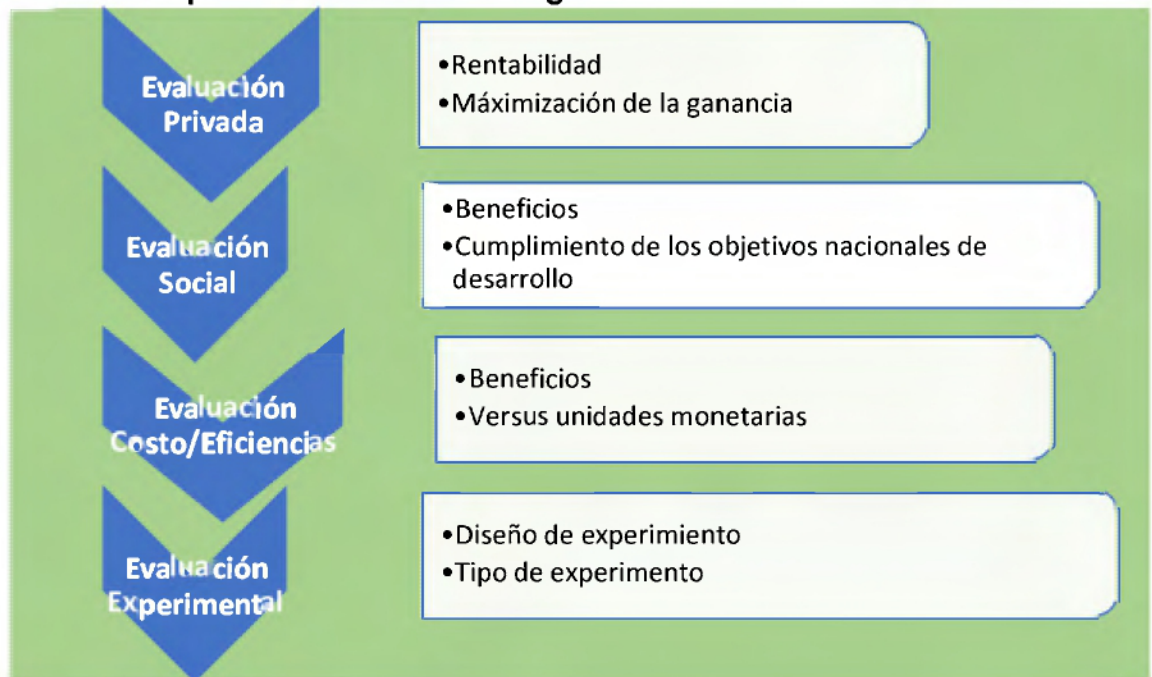 Evaluación
Privada
•Rentabilidad
•Máximización de la ganancia
Evaluación
Social
•Beneficios
•Cumplimiento de los objetivos nacionales de
desarrollo
Evaluación
Costo/Eficiencias
•Beneficios
•Versus unidades monetarias
Evaluación
Experimental
•Diseño de experimiento
•Tipo de experimento